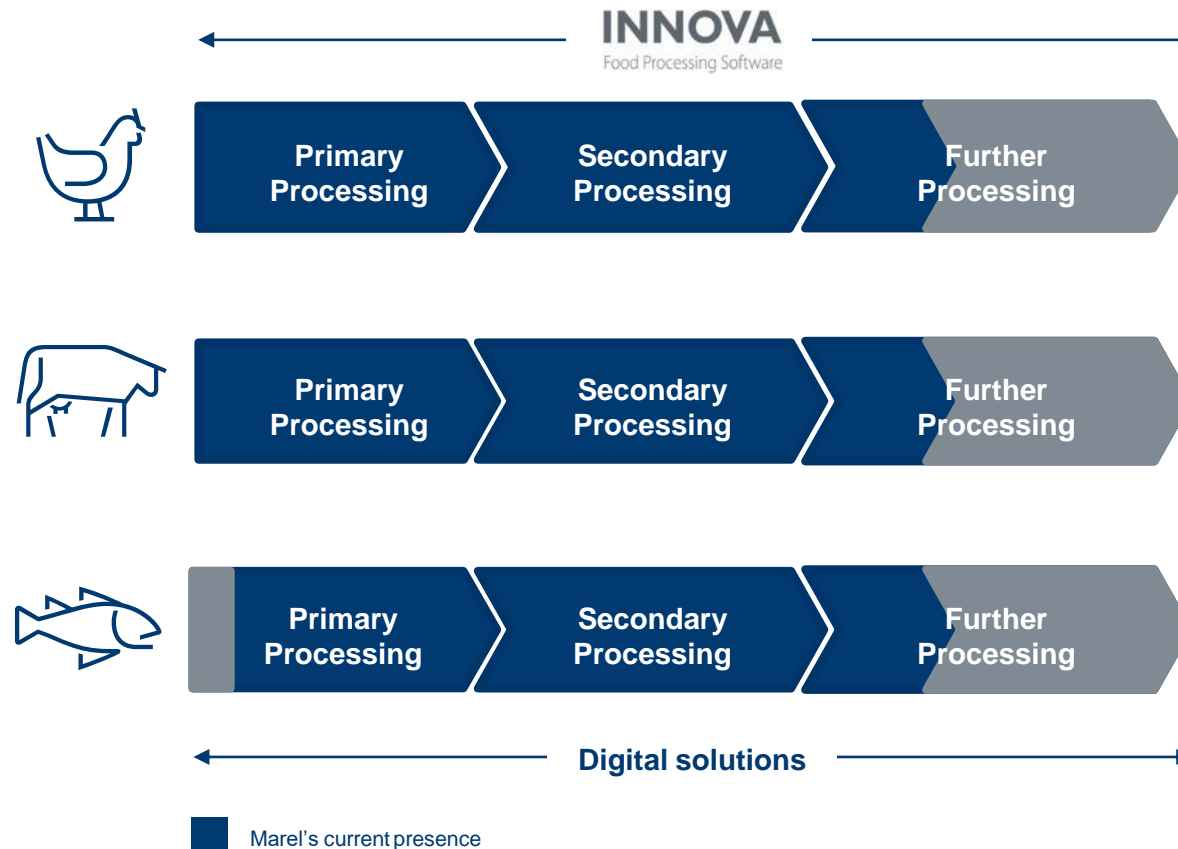 INNOVA
Food Processing Software
Primary
Processing
Secondary
Processing
Further
Processing
Primary
Processing
Secondary
Processing
Further
Processing
Primary
Processing
Secondary
Processing
Further
Processing
Digital solutions
Marel's current presence